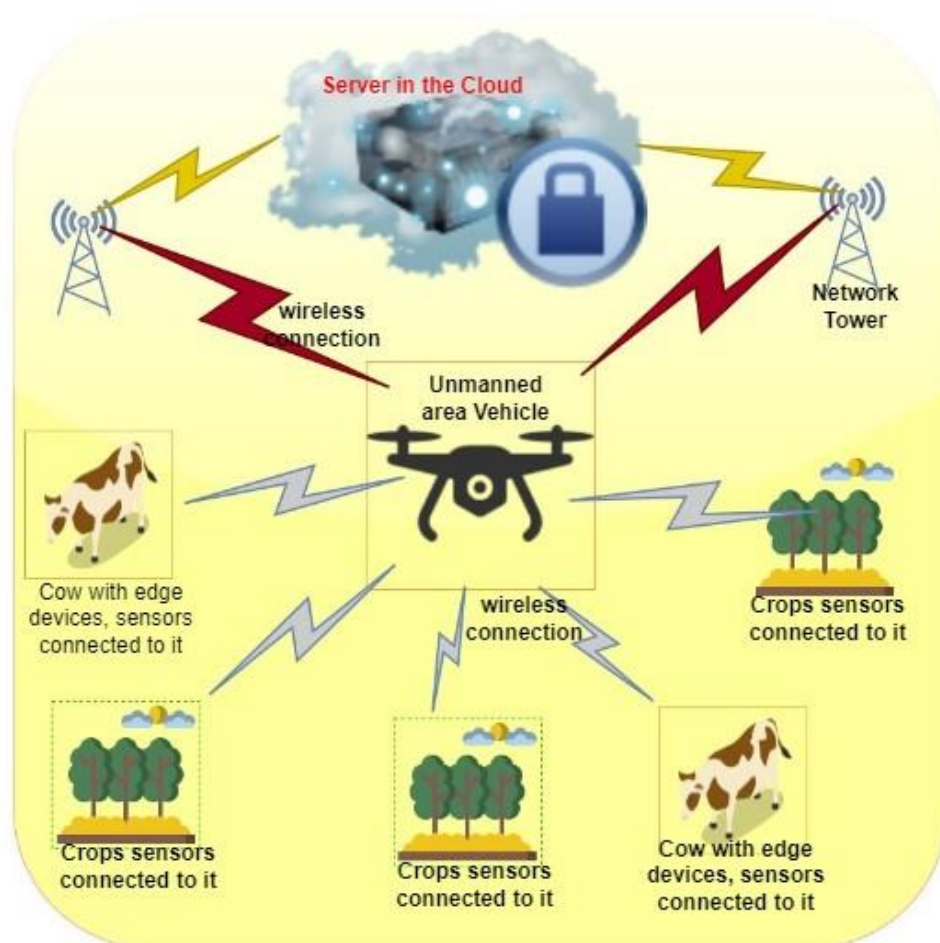 Server in the Cloud
wireless
connection
Network
Tower
Unmanned
area Vehicle
Cow with edge
devices, sensors
connected to it
wireless
connection
Crops sensors
connected to it
Crops sensors
connected to it
Crops sensors
connected to it
Cow with edge
devices, sensors
connected to it